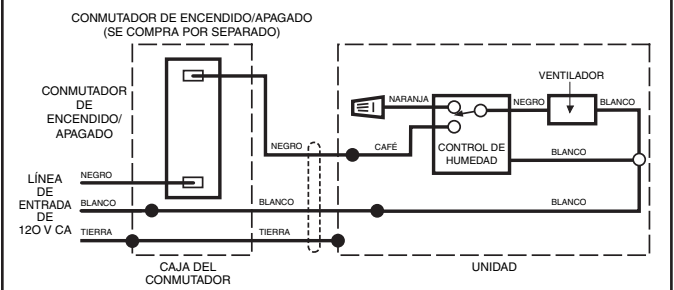 CONMUTADOR DE ENCENDIDO/APAGADO
(SE COMPRA POR SEPARADO)
CONMUTADOR
DE
ENCENDIDO/
APAGADO
NARANJA
VENTILADOR
NEGRO
BLANCO
NEGRO
CAFÉ
CONTROL DE
HUMEDAD
BLANCO
LÍNEA
DE
ENTRADA
DE
12O V CA
NEGRO
BLANCO
BLANCO
BLANCO
TIERRA
TIERRA
CAJA DEL
CONMUTADOR
UNIDAD